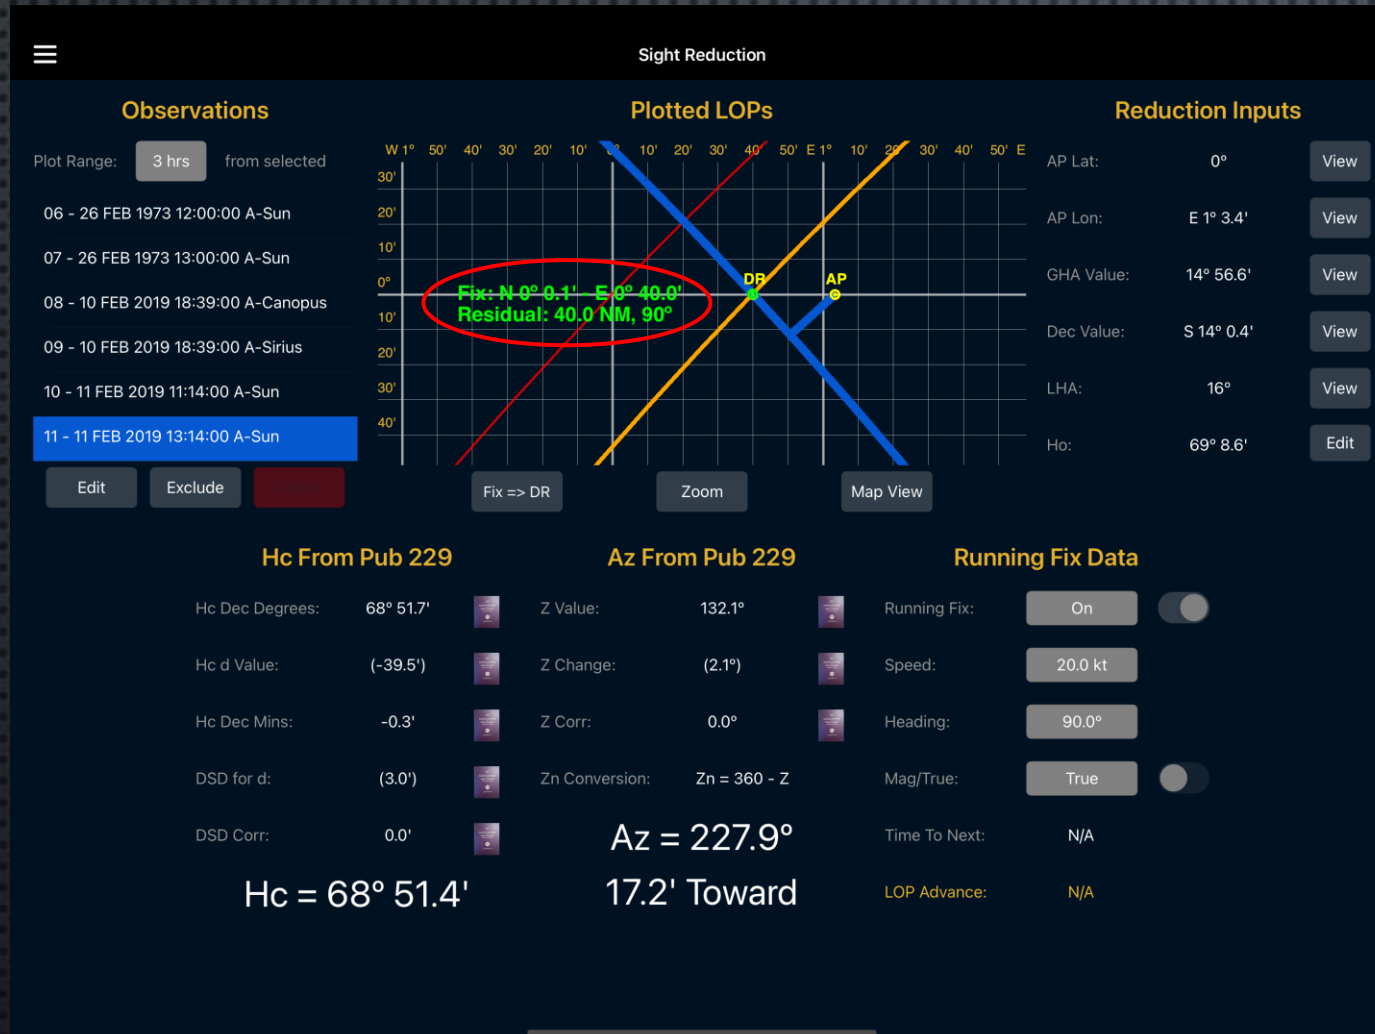 Sight Reduction
Observations
Plot Range: 3 hrs from selected
06 - 26 FEB 1973 12:00:00 A-Sun
07 - 26 FEB 1973 13:00:00 A-Sun
08 - 10 FEB 2019 18:39:00 A-Canopus
09 - 10 FEB 2019 18:39:00 A-Sirius
10 - 11 FEB 2019 11:14:00 A-Sun
11 - 11 FEB 2019 13:14:00 A-Sun
Edit Exclude
Plotted LOPs
W 1° 50' 40' 30' 20' 10' 0° 10' 20' 30' 40' 50' E 1° 10' 20' 30' 40' 50' E
30'
20'
10'
0°
10'
20'
30'
40'
DR AP
Fix: N 0° 0.1' - E 0° 40.0'
Residual: 40.0 NM, 90°
Fix => DR Zoom Map View
Reduction Inputs
AP Lat: 0° View
AP Lon: E 1° 3.4' View
GHA Value: 14° 56.6' View
Dec Value: S 14° 0.4' View
LHA: 16° View
Ho: 69° 8.6' Edit
Hc From Pub 229
Hc Dec Degrees: 68° 51.7'
Hc d Value: (-39.5')
Hc Dec Mins: -0.3'
DSD for d: (3.0')
DSD Corr: 0.0'
Hc = 68° 51.4'
Az From Pub 229
Z Value: 132.1°
Z Change: (2.1°)
Z Corr: 0.0°
Zn Conversion: Zn = 360 - Z
Az = 227.9°
17.2' Toward
Running Fix Data
Running Fix: On
Speed: 20.0 kt
Heading: 90.0°
Mag/True: True
Time To Next: N/A
LOP Advance: N/A